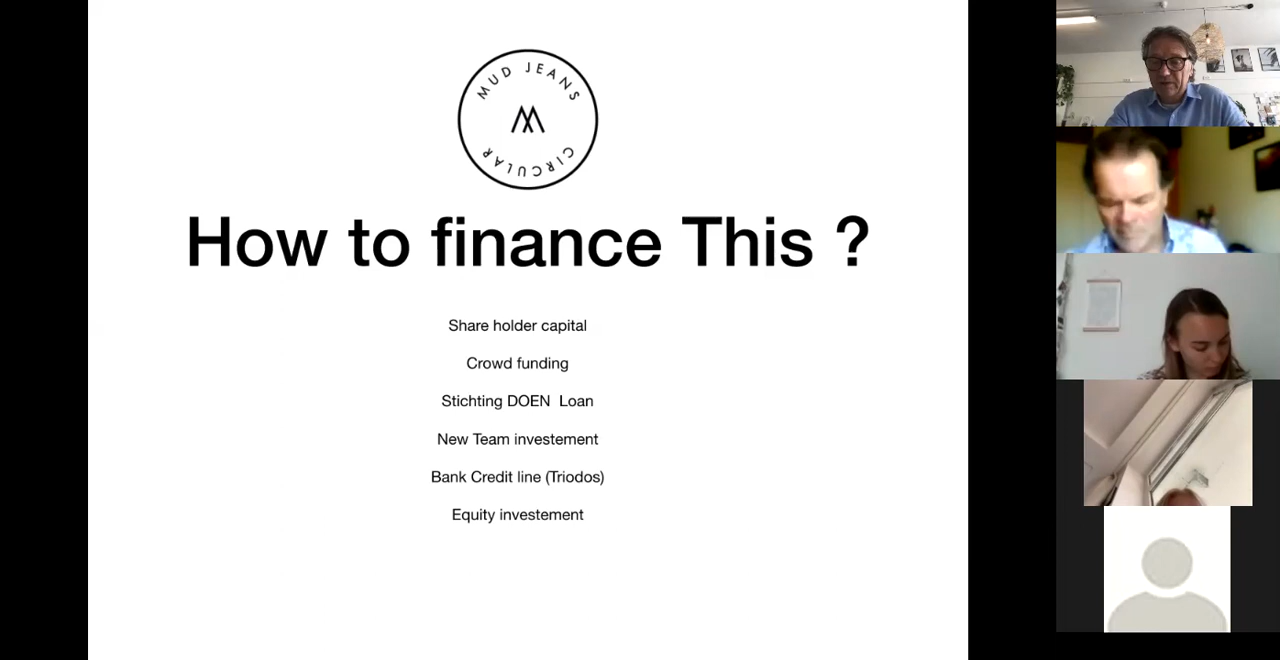 MUD JEANS
CIRCULAR
How to finance This ?
Share holder capital
Crowd funding
Stichting DOEN  Loan
New Team investement
Bank Credit line (Triodos)
Equity investement